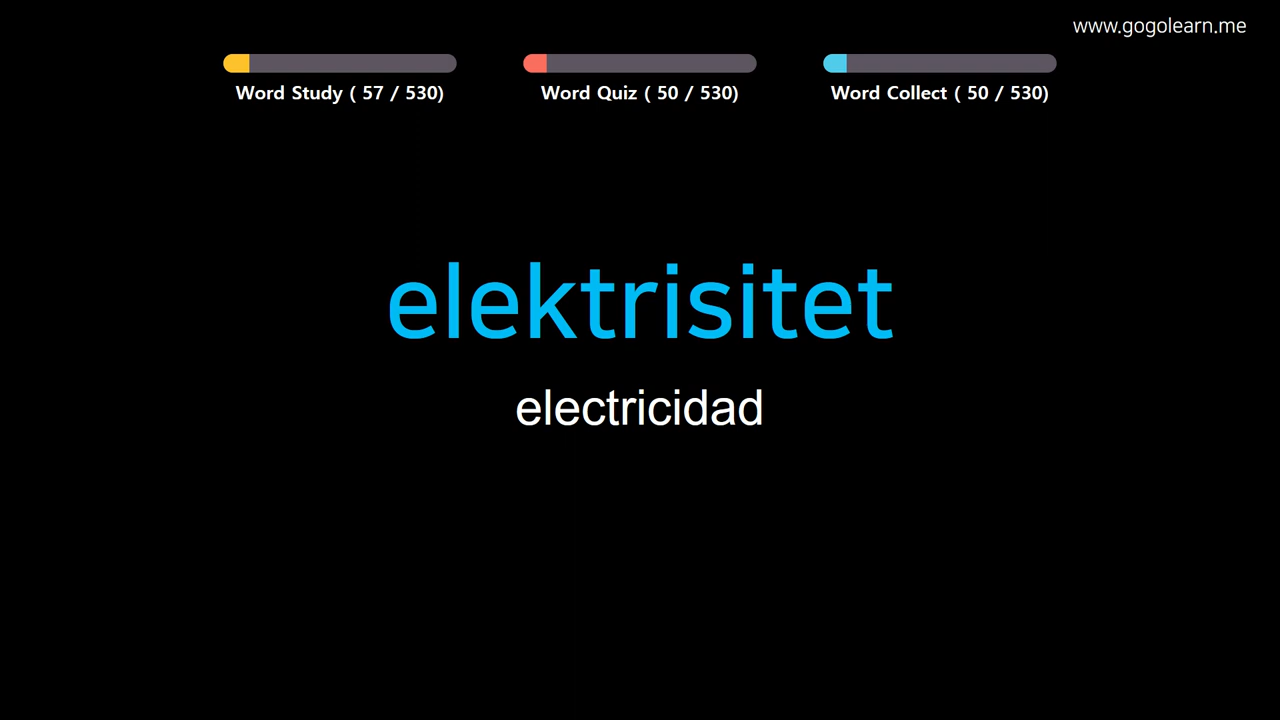 www.gogolearn.me
Word Study ( 57 / 530)
Word Quiz ( 50 / 530)
Word Collect ( 50 / 530)
elektrisitet
electricidad